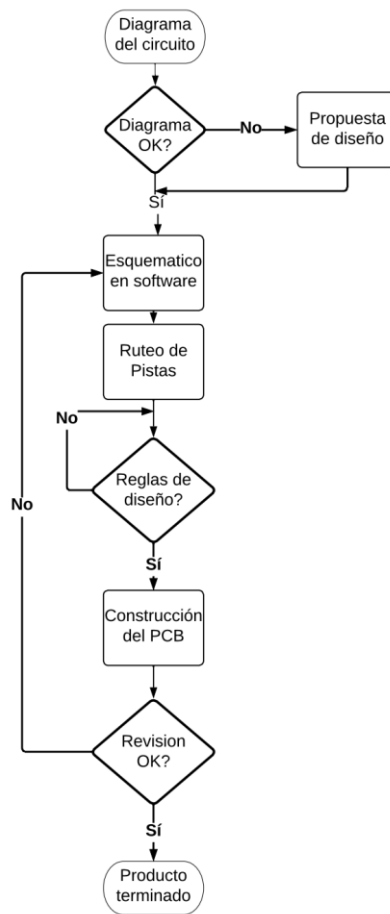 Diagrama
del circuito
Diagrama
OK?
No
Propuesta
de diseño
Sí
Esquematico
en software
Ruteo de
Pistas
No
Reglas de
diseño?
No
Sí
Construcción
del PCB
Revision
OK?
Sí
Producto
terminado